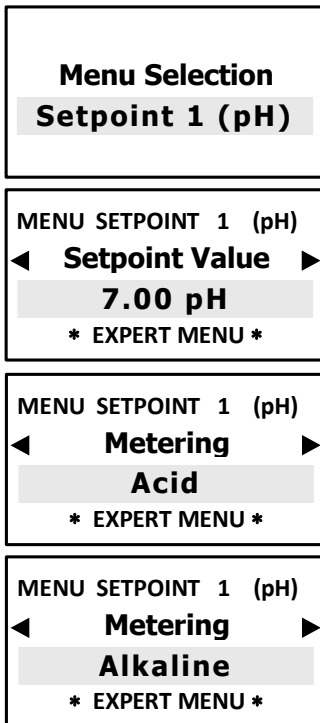 Menu Selection
Setpoint 1 (pH)
MENU SETPOINT 1 (pH)
◀ Setpoint Value ▶
7.00 pH
* EXPERT MENU *
MENU SETPOINT 1 (pH)
◀ Metering ▶
Acid
* EXPERT MENU *
MENU SETPOINT 1 (pH)
◀ Metering ▶
Alkaline
* EXPERT MENU *